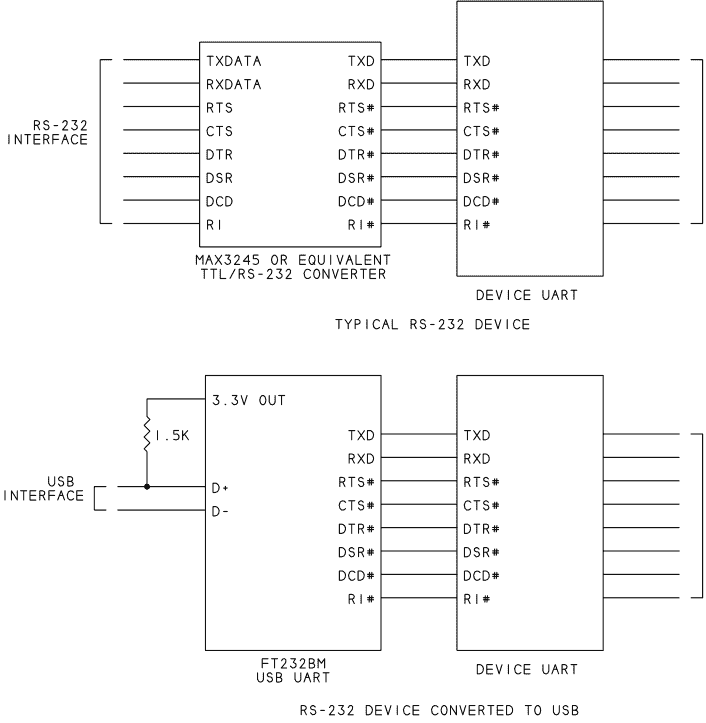 RS-232
INTERFACE
TXDATA TXD
RXDATA RXD
RTS RTS#
CTS CTS#
DTR DTR#
DSR DSR#
DCD DCD#
RI RI#
MAX3245 OR EQUIVALENT
TTL/RS-232 CONVERTER
TXD
RXD
RTS#
CTS#
DTR#
DSR#
DCD#
RI#
DEVICE UART
TYPICAL RS-232 DEVICE
3.3V OUT
1.5K
USB
INTERFACE
D+
D-
TXD
RXD
RTS#
CTS#
DTR#
DSR#
DCD#
RI#
FT232BM
USB UART
TXD
RXD
RTS#
CTS#
DTR#
DSR#
DCD#
RI#
DEVICE UART
RS-232 DEVICE CONVERTED TO USB